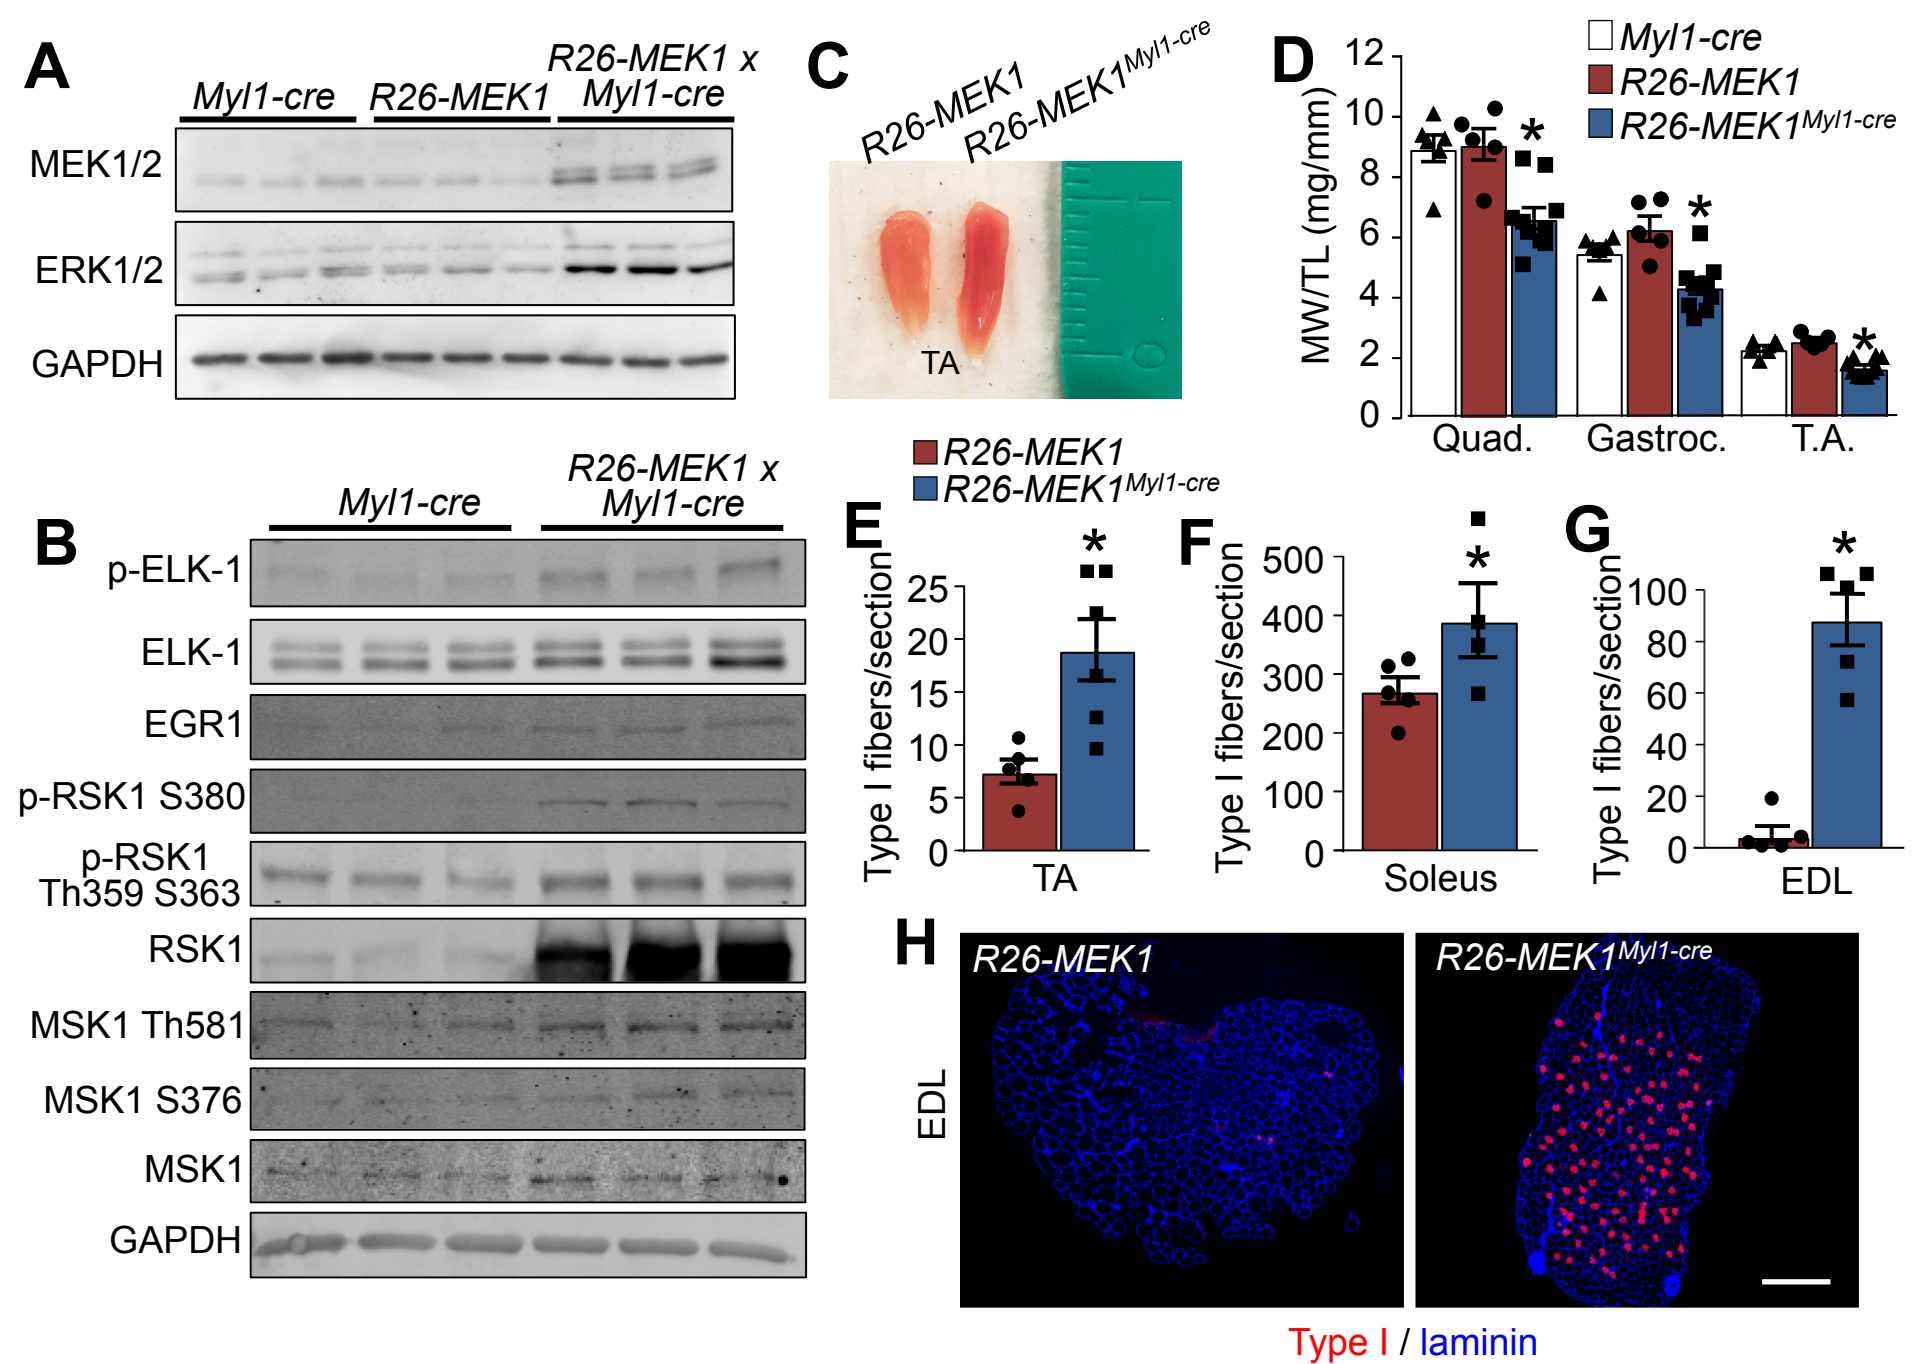 A
Myl1-cre
R26-MEK1
R26-MEK1 x
Myl1-cre
MEK1/2
ERK1/2
GAPDH
B
Myl1-cre
R26-MEK1 x
Myl1-cre
p-ELK-1
ELK-1
EGR1
p-RSK1 S380
p-RSK1
Th359 S363
RSK1
MSK1 Th581
MSK1 S376
MSK1
GAPDH
C
R26-MEK1
R26-MEK1Myl1-cre
TA
0
D
Myl1-cre
R26-MEK1
R26-MEK1Myl1-cre
MW/TL (mg/mm)
12
10
8
6
4
2
0
*
*
*
Quad.
Gastroc.
T.A.
R26-MEK1
R26-MEK1Myl1-cre
E
Type I fibers/section
25
20
15
10
5
0
*
TA
F
Type I fibers/section
500
400
300
200
100
0
*
Soleus
G
Type I fibers/section
100
80
60
40
20
0
*
EDL
H
R26-MEK1
R26-MEK1Myl1-cre
EDL
Type I / laminin